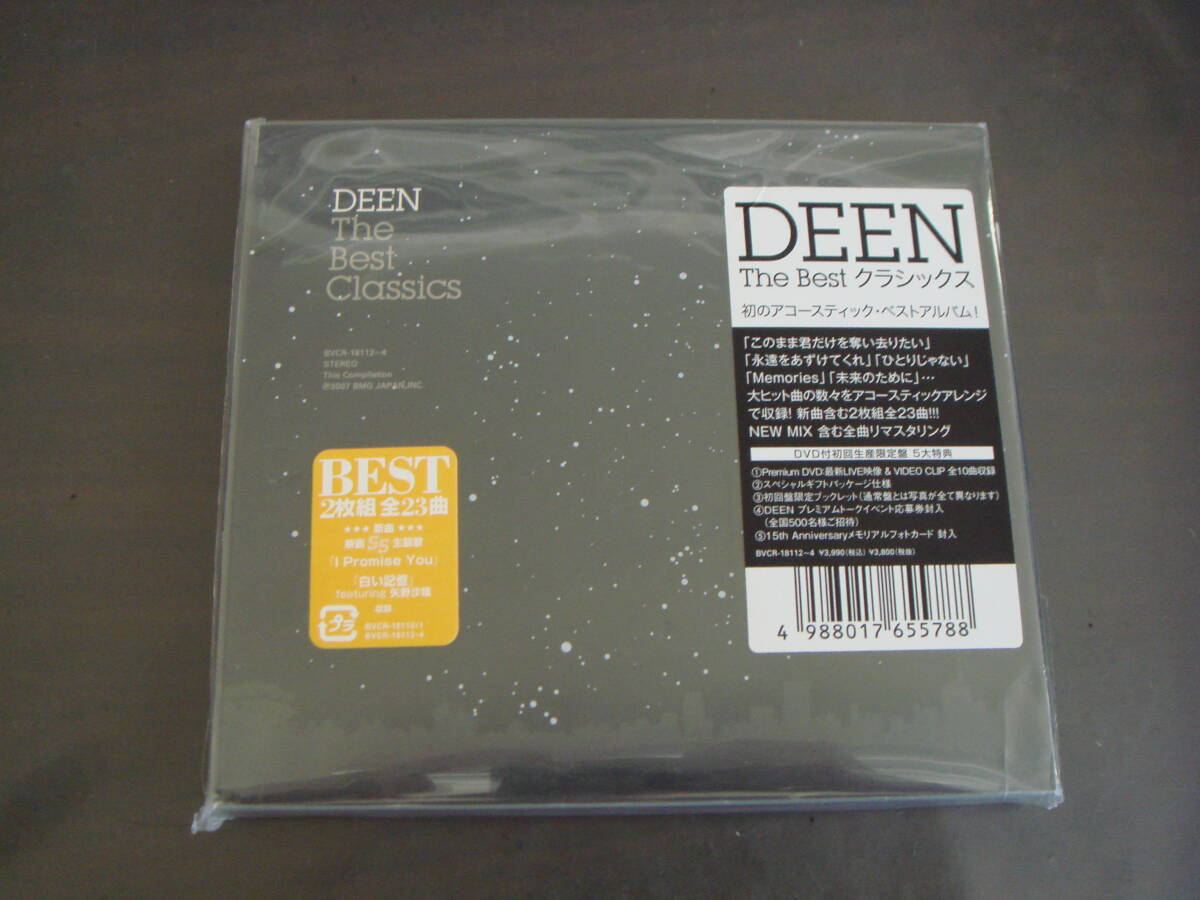 DEEN
The
Best
Classics
BVCR-18112~4
STEREO
This Compilation
℗2007 BMG JAPAN, INC.
BEST
2枚組 全23曲
★★★ 新曲 ★★★
新曲 55 主題歌
「I Promise You」
「白い記憶」
featuring 矢野沙織
収録
プラ
BVCR-18110/1
BVCR-18112~4
DEEN
The Best クラシックス
初のアコースティック・ベストアルバム!
「このまま君だけを奪い去りたい」
「永遠をあずけてくれ」「ひとりじゃない」
「Memories」「未来のために」…
大ヒット曲の数々をアコースティックアレンジ
で収録! 新曲含む2枚組全23曲!!!
NEW MIX 含む全曲リマスタリング
DVD付初回生産限定盤 5大特典
①Premium DVD:最新LIVE映像 & VIDEO CLIP 全10曲収録
②スペシャルギフトパッケージ仕様
③初回盤限定ブックレット(通常盤とは写真が全て異なります)
④DEEN プレミアムトークイベント応募券封入
(全国500名様ご招待)
⑤15th Anniversaryメモリアルフォトカード 封入
BVCR-18112~4 ¥3,990(税込) ¥3,800(税抜)
4 988017 655788